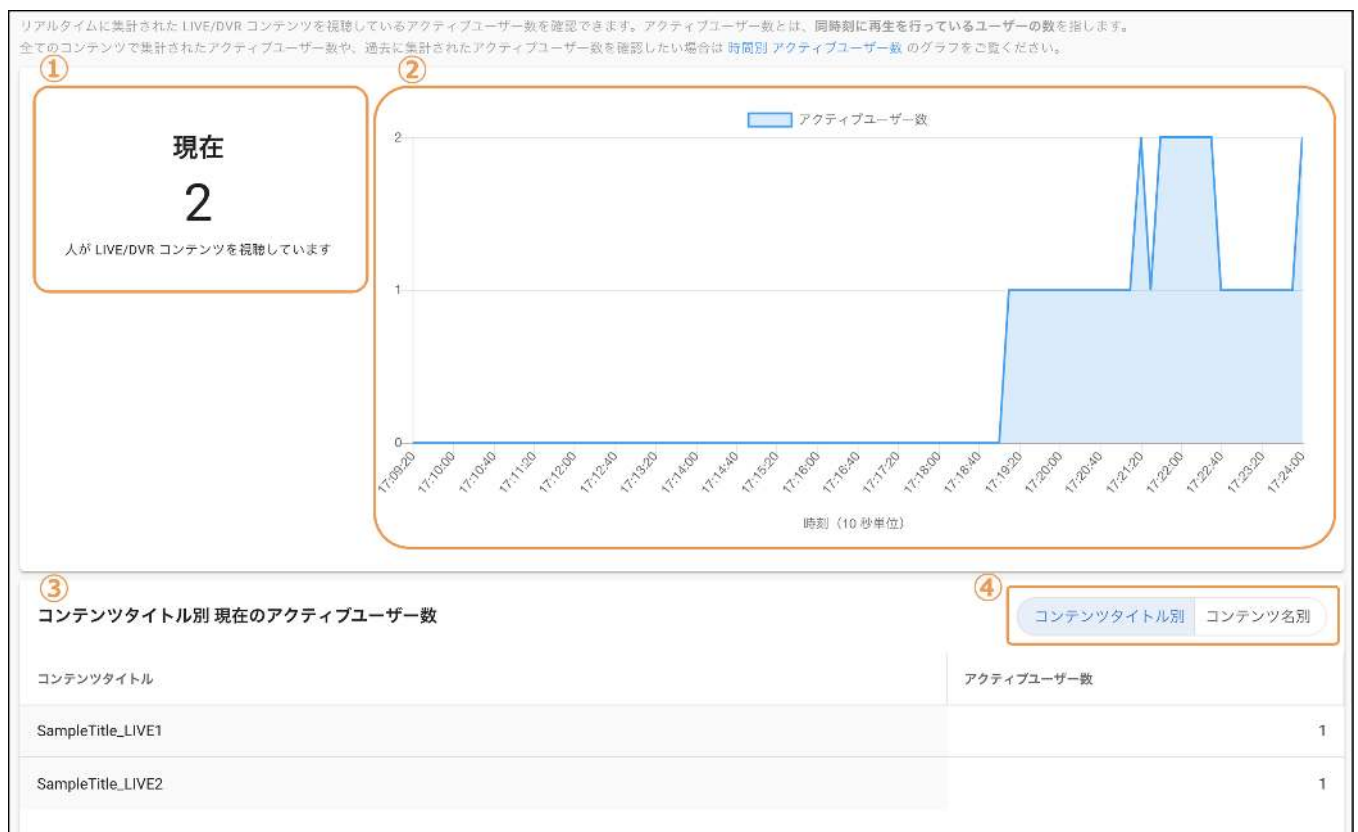 リアルタイムに集計された LIVE/DVR コンテンツを視聴しているアクティブユーザー数を確認できます。アクティブユーザー数とは、同時刻に再生を行っているユーザーの数を指します。
全てのコンテンツで集計されたアクティブユーザー数や、過去に集計されたアクティブユーザー数を確認したい場合は 時間別 アクティブユーザー数 のグラフをご覧ください。
①
②
現在
2
人が LIVE/DVR コンテンツを視聴しています
アクティブユーザー数
2
1
0
17:09:20 17:10:00 17:10:40 17:11:20 17:12:00 17:12:40 17:13:20 17:14:00 17:14:40 17:15:20 17:16:00 17:16:40 17:17:20 17:18:00 17:18:40 17:19:20 17:20:00 17:20:40 17:21:20 17:22:00 17:22:40 17:23:20 17:24:00
時刻（10 秒単位）
③
④
コンテンツタイトル別 現在のアクティブユーザー数
コンテンツタイトル別 コンテンツ名別
コンテンツタイトル アクティブユーザー数
SampleTitle_LIVE1 1
SampleTitle_LIVE2 1